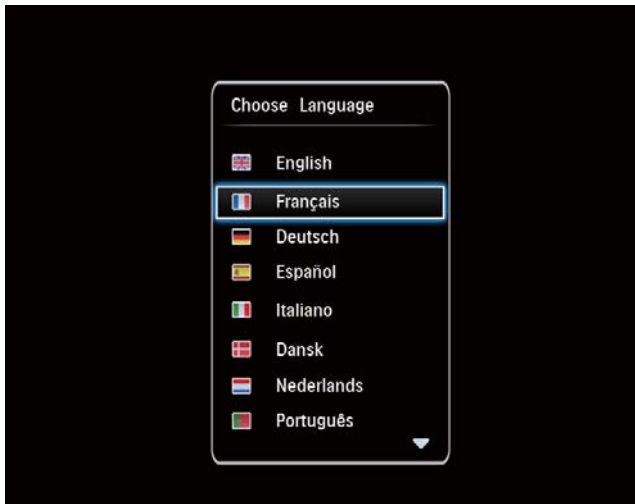 Choose Language
English
Français
Deutsch
Español
Italiano
Dansk
Nederlands
Português